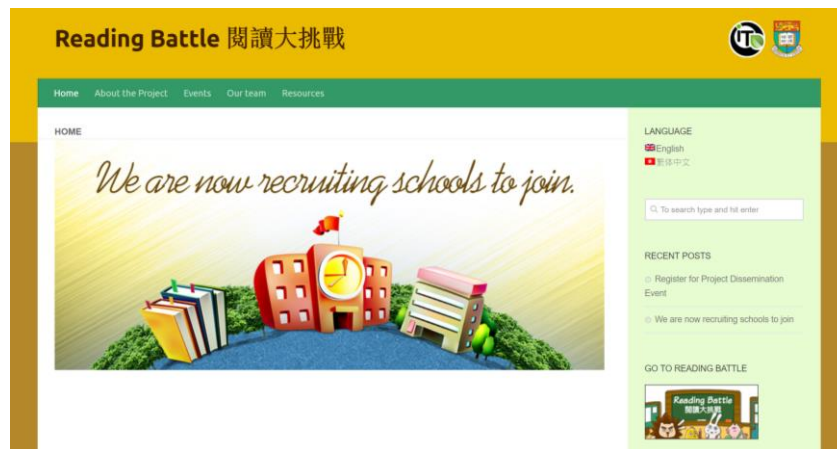 Reading Battle 閱讀大挑戰
Home About the Project Events Our team Resources
HOME
We are now recruiting schools to join.
LANGUAGE
English
繁体中文
To search type and hit enter
RECENT POSTS
Register for Project Dissemination
Event
We are now recruiting schools to join
GO TO READING BATTLE
Reading Battle
閱讀大挑戰